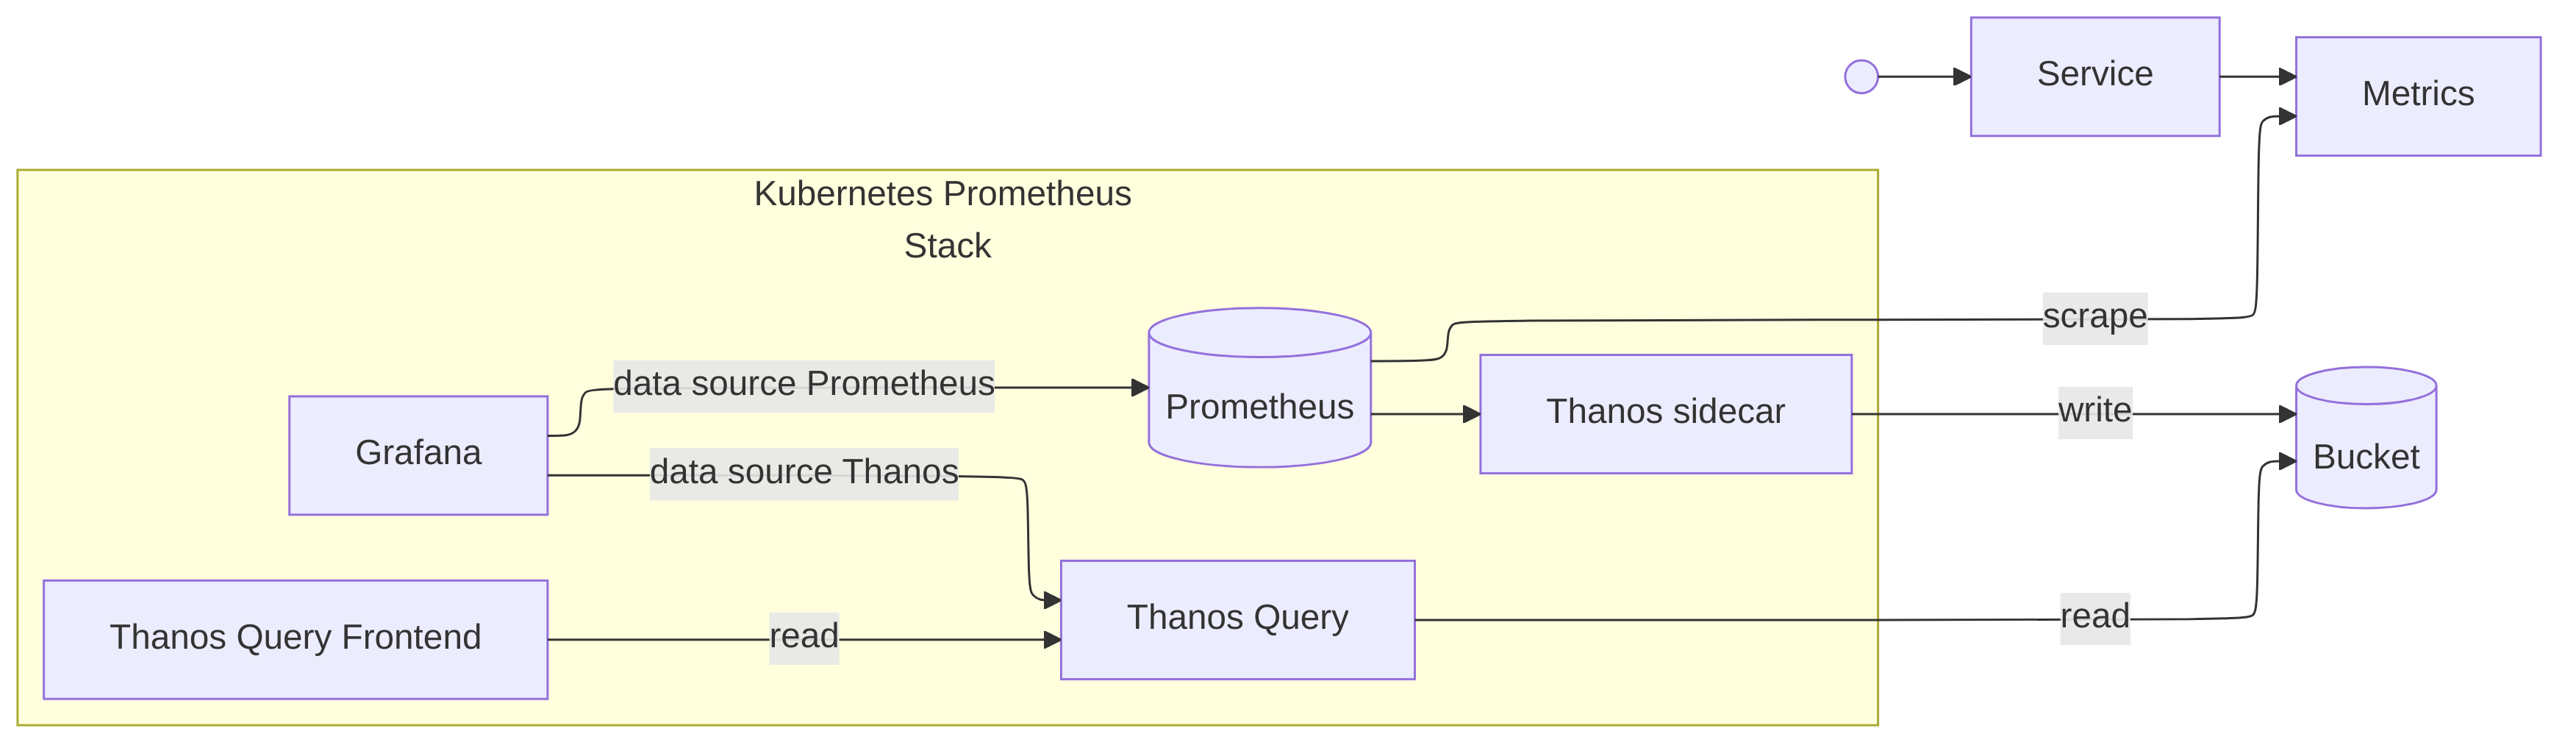 Service
Metrics
Kubernetes Prometheus
Stack
scrape
data source Prometheus
Prometheus
Thanos sidecar
write
Bucket
Grafana
data source Thanos
Thanos Query Frontend
read
Thanos Query
read